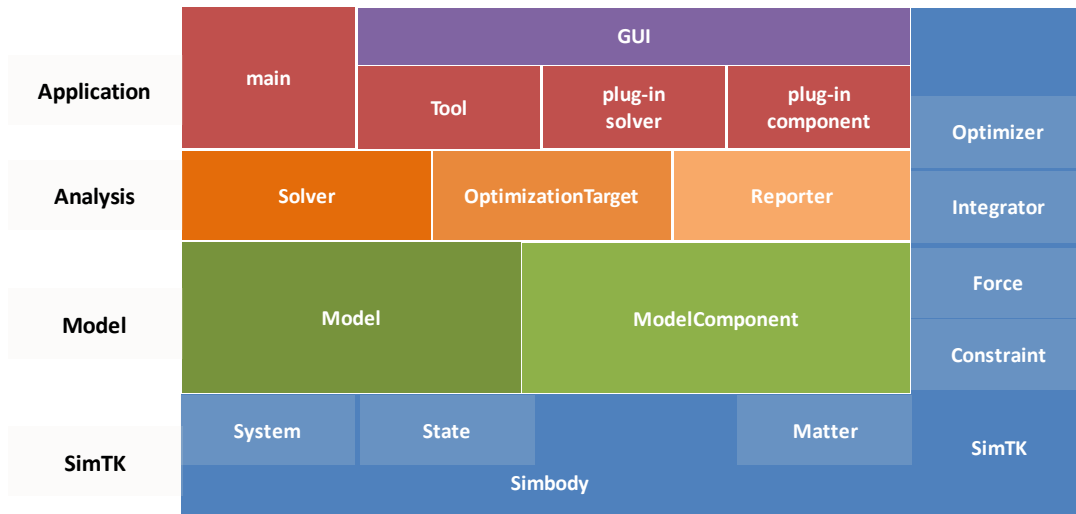 GUI
main
Application
Tool
plug-in
solver
plug-in
component
Optimizer
Analysis
Solver
OptimizationTarget
Reporter
Integrator
Force
Model
Model
ModelComponent
Constraint
System
State
Matter
SimTK
SimTK
Simbody